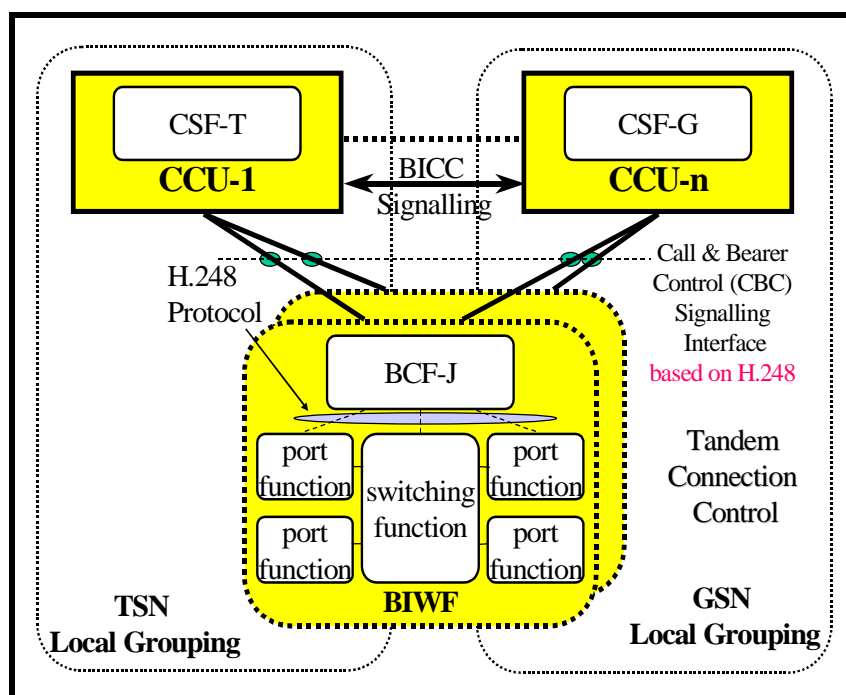 CSF-T
CCU-1
CSF-G
CCU-n
BICC
Signalling
H.248
Protocol
Call & Bearer
Control (CBC)
Signalling
Interface
based on H.248
BCF-J
port
function
port
function
switching
function
port
function
port
function
BIWF
Tandem
Connection
Control
TSN
Local Grouping
GSN
Local Grouping